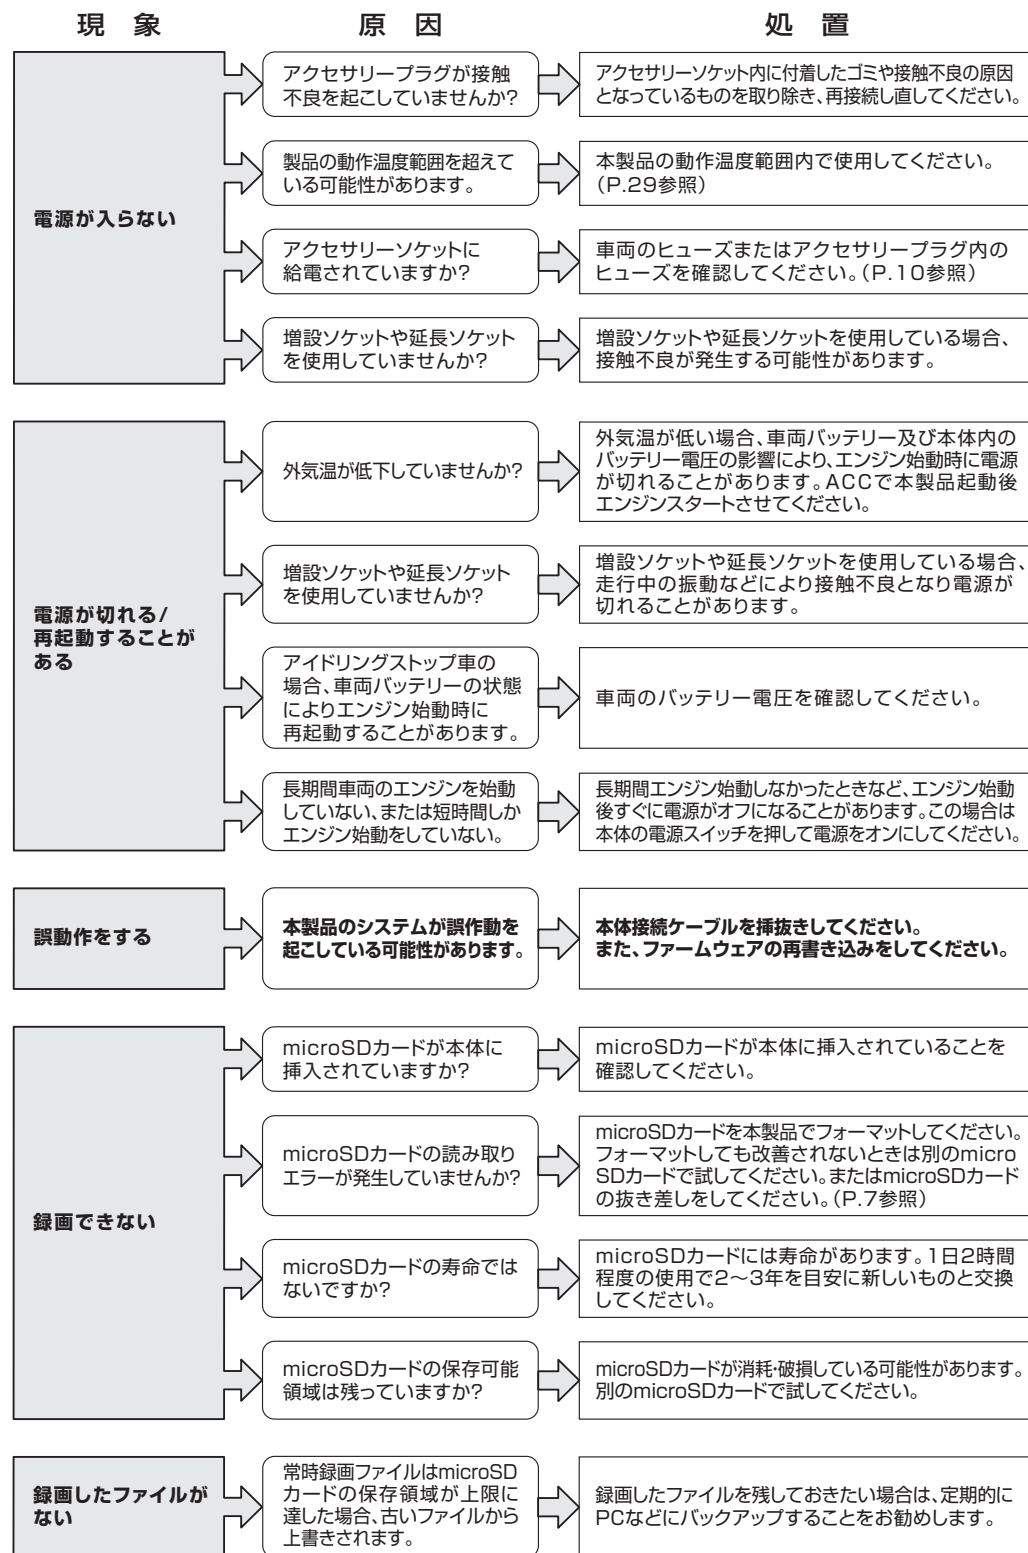 現 象　原 因　処 置
電源が入らない
アクセサリープラグが接触
不良を起こしていませんか?
アクセサリーソケット内に付着したゴミや接触不良の原因
となっているものを取り除き、再接続し直してください。
製品の動作温度範囲を超えて
いる可能性があります。
本製品の動作温度範囲内で使用してください。
(P.29参照)
アクセサリーソケットに
給電されていますか?
車両のヒューズまたはアクセサリープラグ内の
ヒューズを確認してください。(P.10参照)
増設ソケットや延長ソケット
を使用していませんか?
増設ソケットや延長ソケットを使用している場合、
接触不良が発生する可能性があります。
電源が切れる/
再起動することが
ある
外気温が低下していませんか?
外気温が低い場合、車両バッテリー及び本体内の
バッテリー電圧の影響により、エンジン始動時に電源
が切れることがあります。ACCで本製品起動後
エンジンスタートさせてください。
増設ソケットや延長ソケット
を使用していませんか?
増設ソケットや延長ソケットを使用している場合、
走行中の振動などにより接触不良となり電源が
切れることがあります。
アイドリングストップ車の
場合、車両バッテリーの状態
によりエンジン始動時に
再起動することがあります。
車両のバッテリー電圧を確認してください。
長期間車両のエンジンを始動
していない、または短時間しか
エンジン始動をしていない。
長期間エンジン始動しなかったときなど、エンジン始動
後すぐに電源がオフになることがあります。この場合は
本体の電源スイッチを押して電源をオンにしてください。
誤動作をする
本製品のシステムが誤作動を
起こしている可能性があります。
本体接続ケーブルを挿抜きしてください。
また、ファームウェアの再書き込みをしてください。
録画できない
microSDカードが本体に
挿入されていますか?
microSDカードが本体に挿入されていることを
確認してください。
microSDカードの読み取り
エラーが発生していませんか?
microSDカードを本製品でフォーマットしてください。
フォーマットしても改善されないときは別のmicro
SDカードで試してください。またはmicroSDカード
の抜き差しをしてください。(P.7参照)
microSDカードの寿命では
ないですか?
microSDカードには寿命があります。1日2時間
程度の使用で2〜3年を目安に新しいものと交換
してください。
microSDカードの保存可能
領域は残っていますか?
microSDカードが消耗・破損している可能性があります。
別のmicroSDカードで試してください。
録画したファイルが
ない
常時録画ファイルはmicroSD
カードの保存領域が上限に
達した場合、古いファイルから
上書きされます。
録画したファイルを残しておきたい場合は、定期的に
PCなどにバックアップすることをお勧めします。